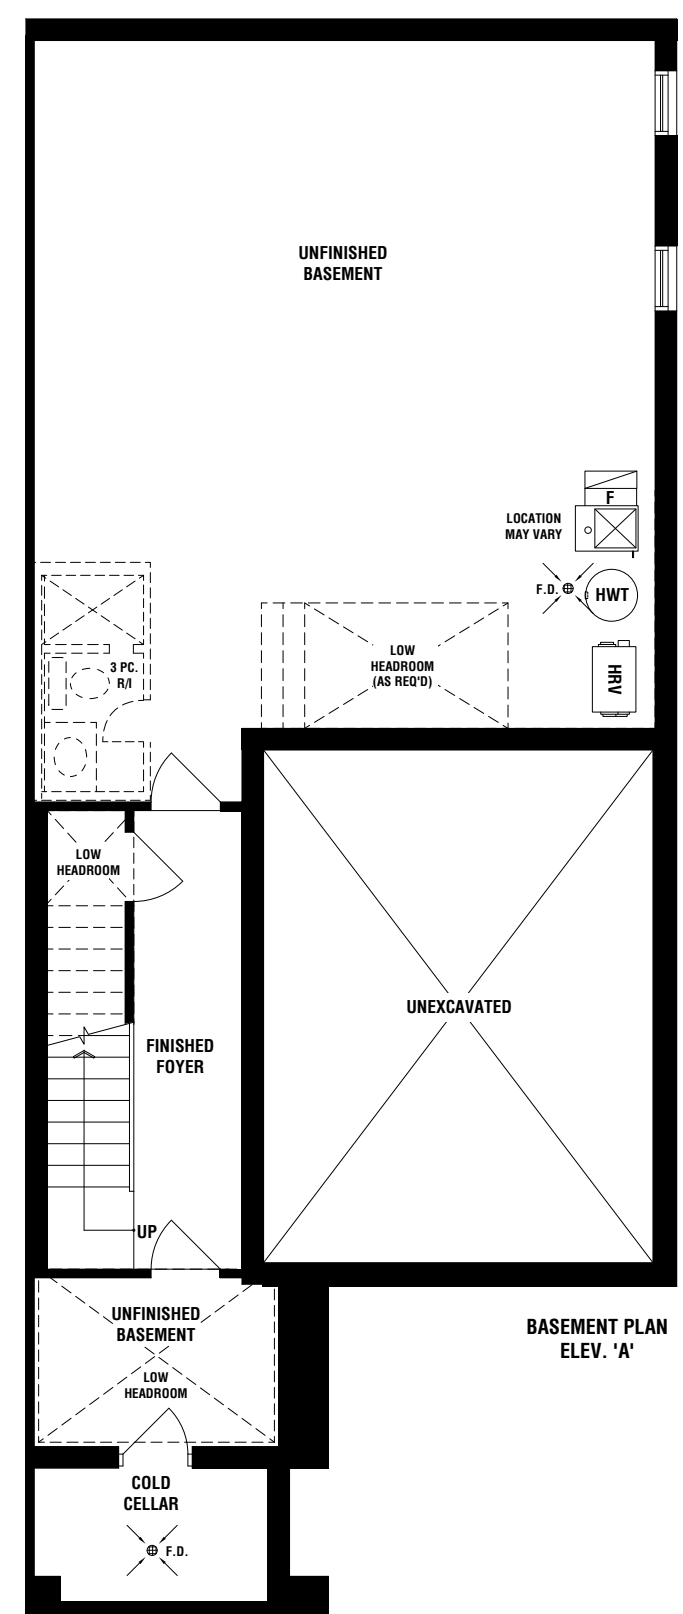 UNFINISHED
BASEMENT
F
LOCATION
MAY VARY
F.D.
HWT
3 PC.
R/I
LOW
HEADROOM
(AS REQ'D)
HRV
LOW
HEADROOM
UNEXCAVATED
FINISHED
FOYER
UP
UNFINISHED
BASEMENT
LOW
HEADROOM
BASEMENT PLAN
ELEV. 'A'
COLD
CELLAR
F.D.